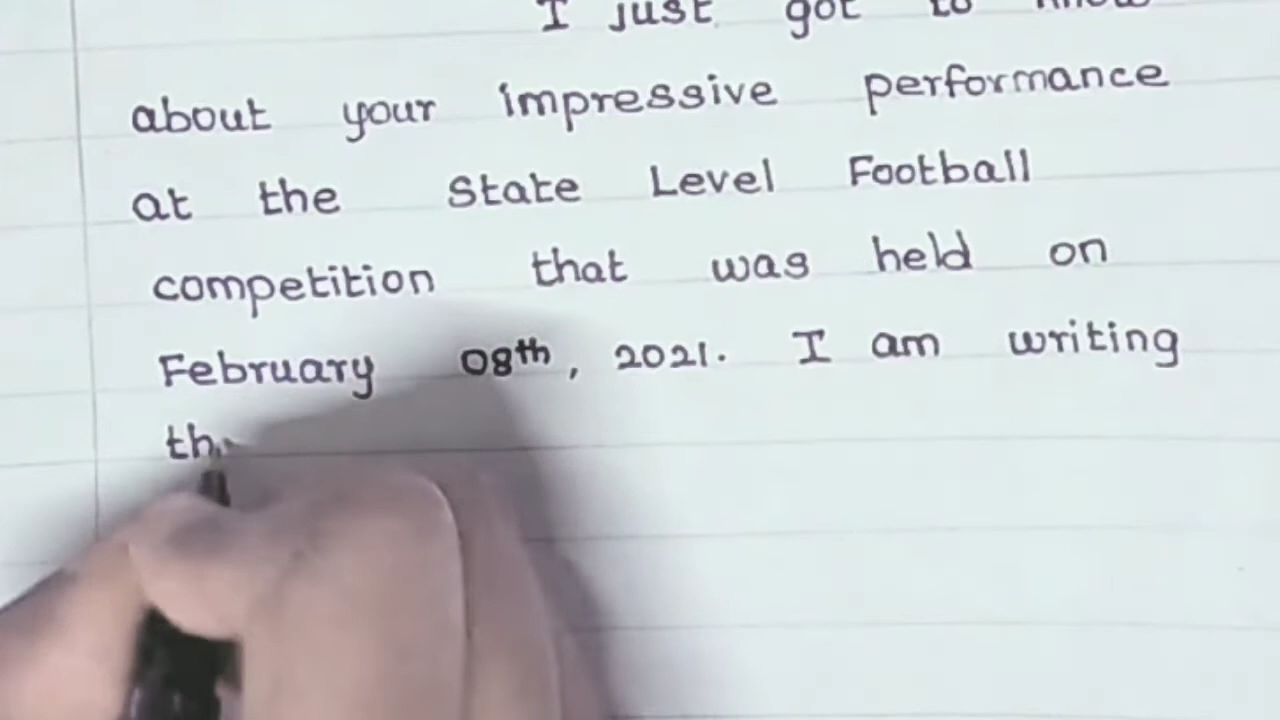 I just got to know
about your impressive performance
at the State Level Football
competition that was held on
February 08th, 2021. I am writing